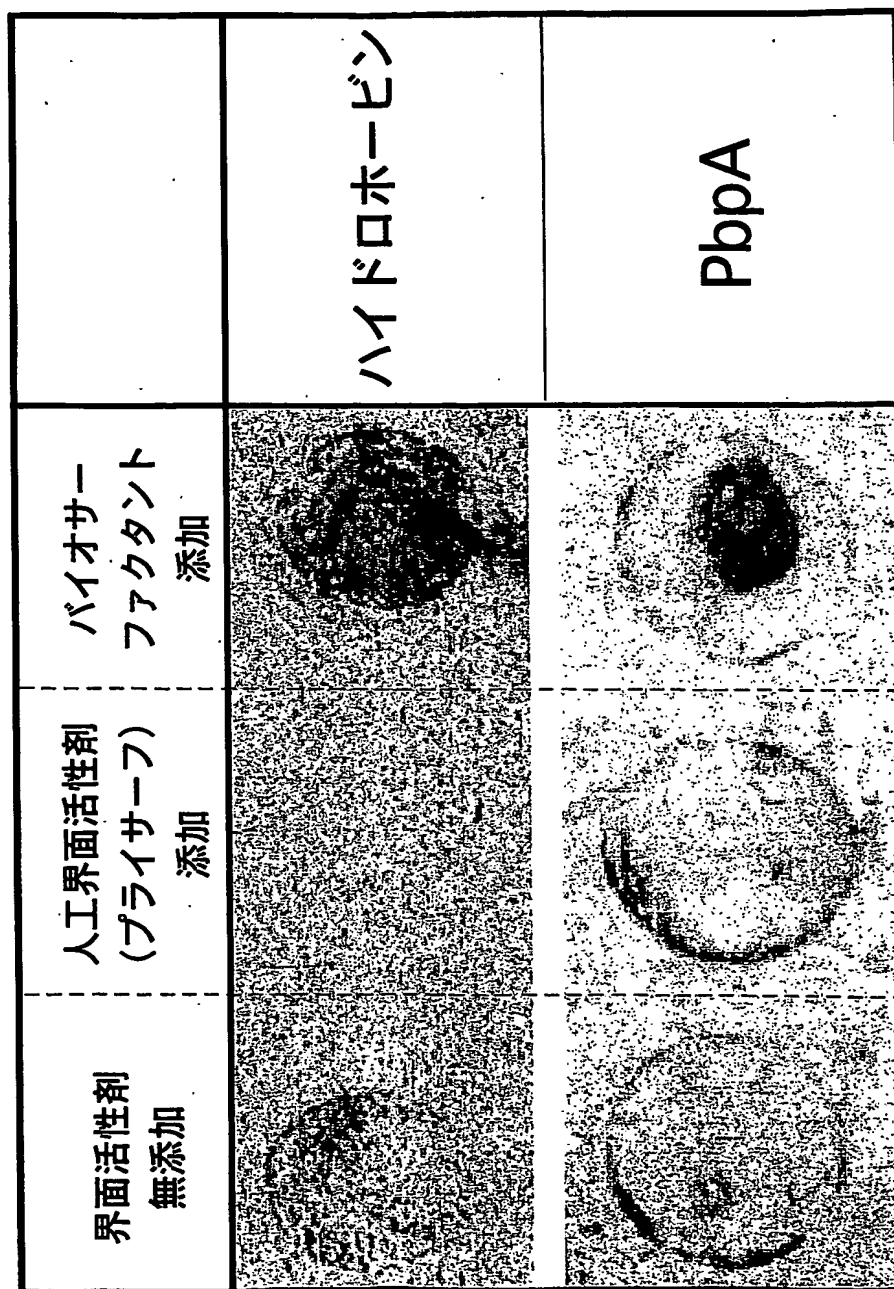 界面活性剤
無添加
人工界面活性剤
(プライサーフ)
添加
バイオサー
ファクタント
添加
ハイドロホービン
PbpA